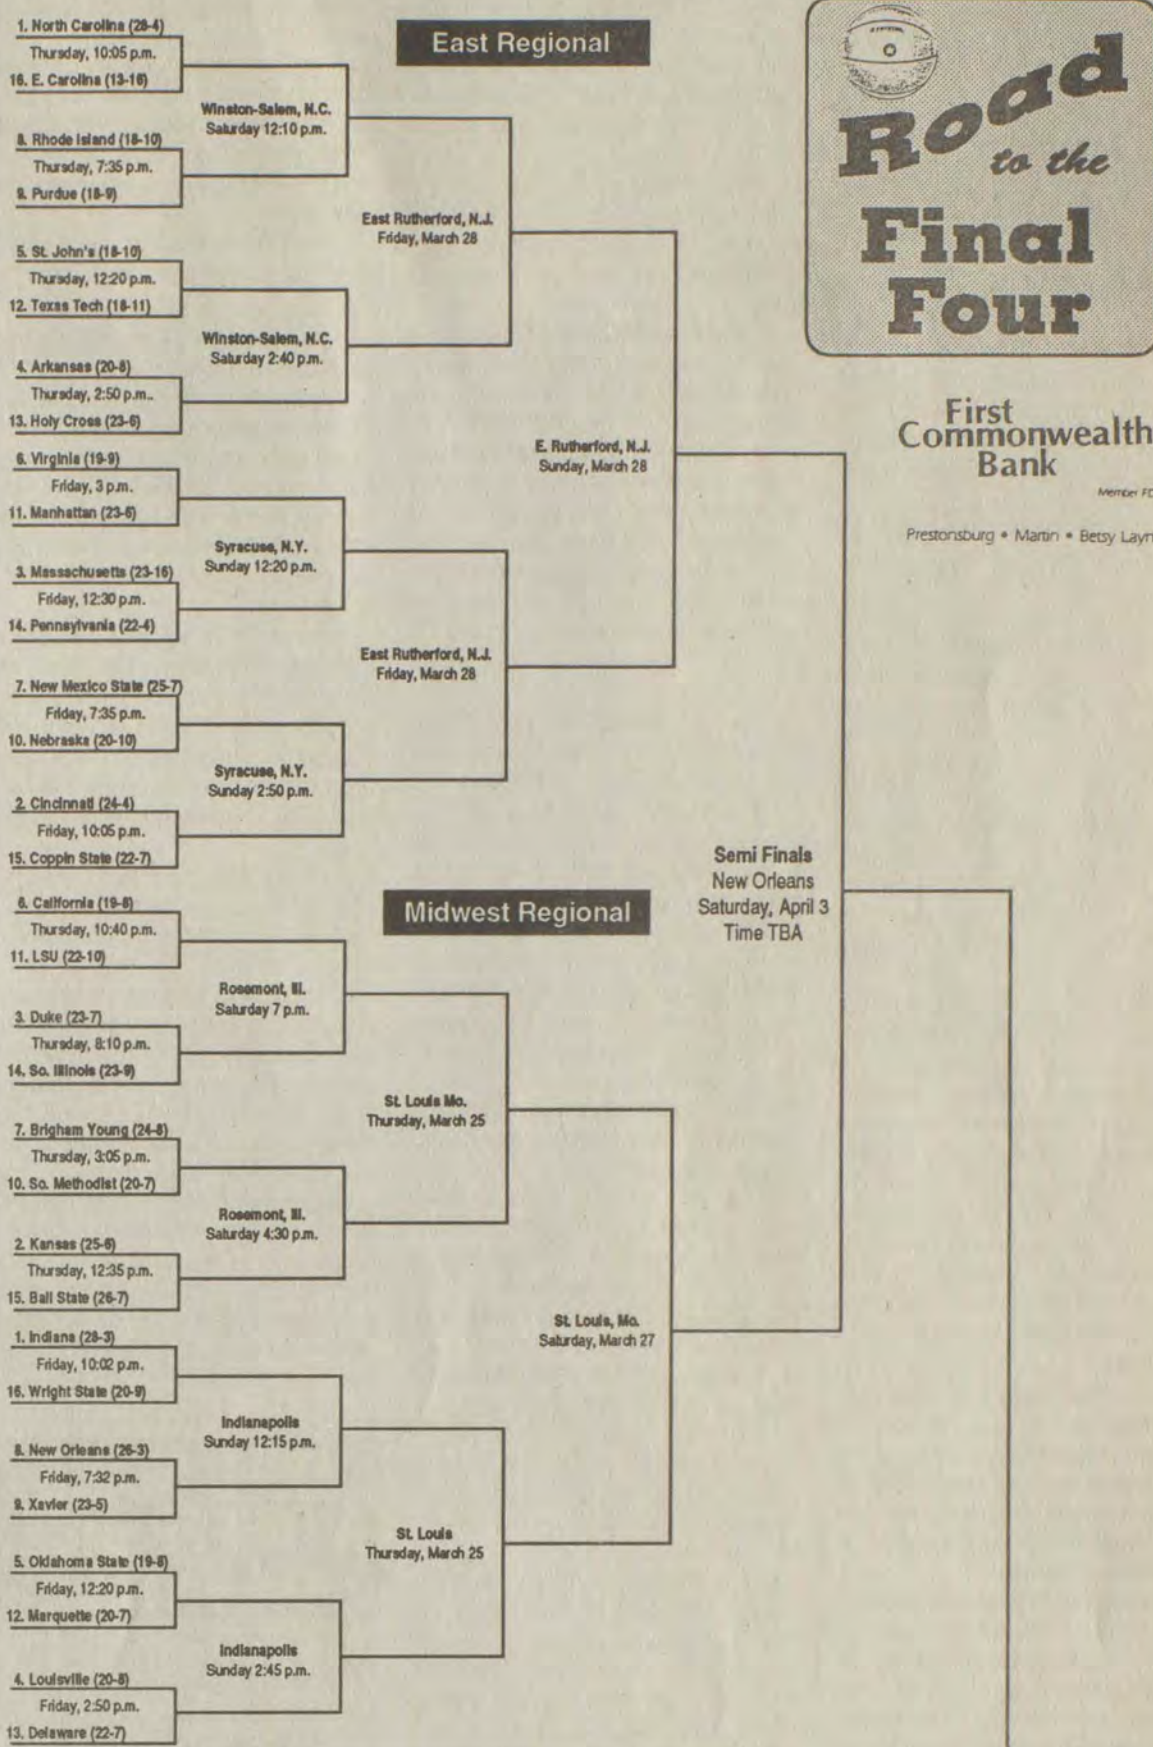 East Regional
1. North Carolina (28-4)
Thursday, 10:05 p.m.
16. E. Carolina (13-16)
Winston-Salem, N.C.
Saturday 12:10 p.m.
8. Rhode Island (18-10)
Thursday, 7:35 p.m.
9. Purdue (18-9)
East Rutherford, N.J.
Friday, March 28
5. St. John's (18-10)
Thursday, 12:20 p.m.
12. Texas Tech (18-11)
Winston-Salem, N.C.
Saturday 2:40 p.m.
4. Arkansas (20-8)
Thursday, 2:50 p.m..
13. Holy Cross (23-6)
E. Rutherford, N.J.
Sunday, March 28
6. Virginia (19-9)
Friday, 3 p.m.
11. Manhattan (23-6)
Syracuse, N.Y.
Sunday 12:20 p.m.
3. Massachusetts (23-16)
Friday, 12:30 p.m.
14. Pennsylvania (22-4)
East Rutherford, N.J.
Friday, March 28
7. New Mexico State (25-7)
Friday, 7:35 p.m.
10. Nebraska (20-10)
Syracuse, N.Y.
Sunday 2:50 p.m.
2. Cincinnati (24-4)
Friday, 10:05 p.m.
15. Coppin State (22-7)
Road
to the
Final
Four
First
Commonwealth
Bank
Member FD
Prestonsburg • Martin • Betsy Layn
Semi Finals
New Orleans
Saturday, April 3
Time TBA
Midwest Regional
6. California (19-8)
Thursday, 10:40 p.m.
11. LSU (22-10)
Rosemont, Ill.
Saturday 7 p.m.
3. Duke (23-7)
Thursday, 8:10 p.m.
14. So. Illinois (23-9)
St. Louis Mo.
Thursday, March 25
7. Brigham Young (24-8)
Thursday, 3:05 p.m.
10. So. Methodist (20-7)
Rosemont, Ill.
Saturday 4:30 p.m.
2. Kansas (25-6)
Thursday, 12:35 p.m.
15. Ball State (26-7)
St. Louis, Mo.
Saturday, March 27
1. Indiana (28-3)
Friday, 10:02 p.m.
16. Wright State (20-9)
Indianapolis
Sunday 12:15 p.m.
8. New Orleans (26-3)
Friday, 7:32 p.m.
9. Xavier (23-5)
St. Louis
Thursday, March 25
5. Oklahoma State (19-8)
Friday, 12:20 p.m.
12. Marquette (20-7)
Indianapolis
Sunday 2:45 p.m.
4. Louisville (20-8)
Friday, 2:50 p.m.
13. Delaware (22-7)